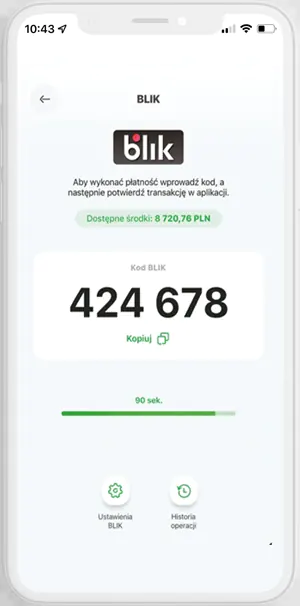 10:43
BLIK
blik
Aby wykonać płatność wprowadź kod, a
następnie potwierdź transakcję w aplikacji.
Dostępne środki: 8 720,76 PLN
Kod BLIK
424 678
Kopiuj
90 sek.
Ustawienia
BLIK
Historia
operacji